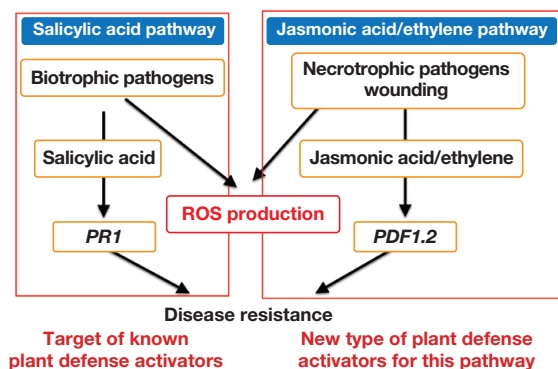 Salicylic acid pathway
Jasmonic acid/ethylene pathway
Biotrophic pathogens
Necrotrophic pathogens
wounding
Salicylic acid
Jasmonic acid/ethylene
ROS production
PR1
PDF1.2
Disease resistance
Target of known
plant defense activators
New type of plant defense
activators for this pathway